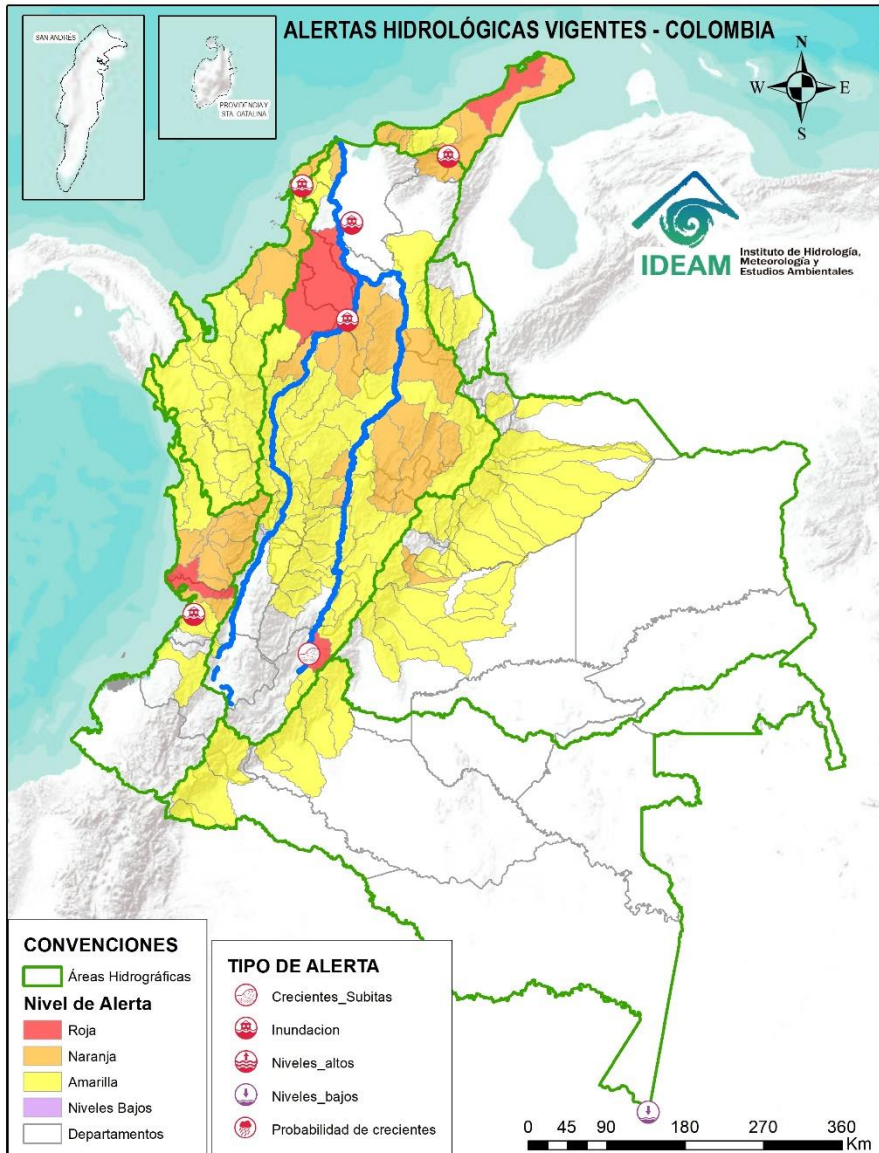 ALERTAS HIDROLÓGICAS VIGENTES - COLOMBIA
SAN ANDRÉS
PROVIDENCIA Y
STA. CATALINA
N
W
E
S
IDEAM
Instituto de Hidrología,
Meteorología y
Estudios Ambientales
CONVENCIONES
Áreas Hidrográficas
Nivel de Alerta
Roja
Naranja
Amarilla
Niveles Bajos
Departamentos
TIPO DE ALERTA
Crecientes_Subitas
Inundacion
Niveles_altos
Niveles_bajos
Probabilidad de crecientes
0 45 90 180 270 360
Km